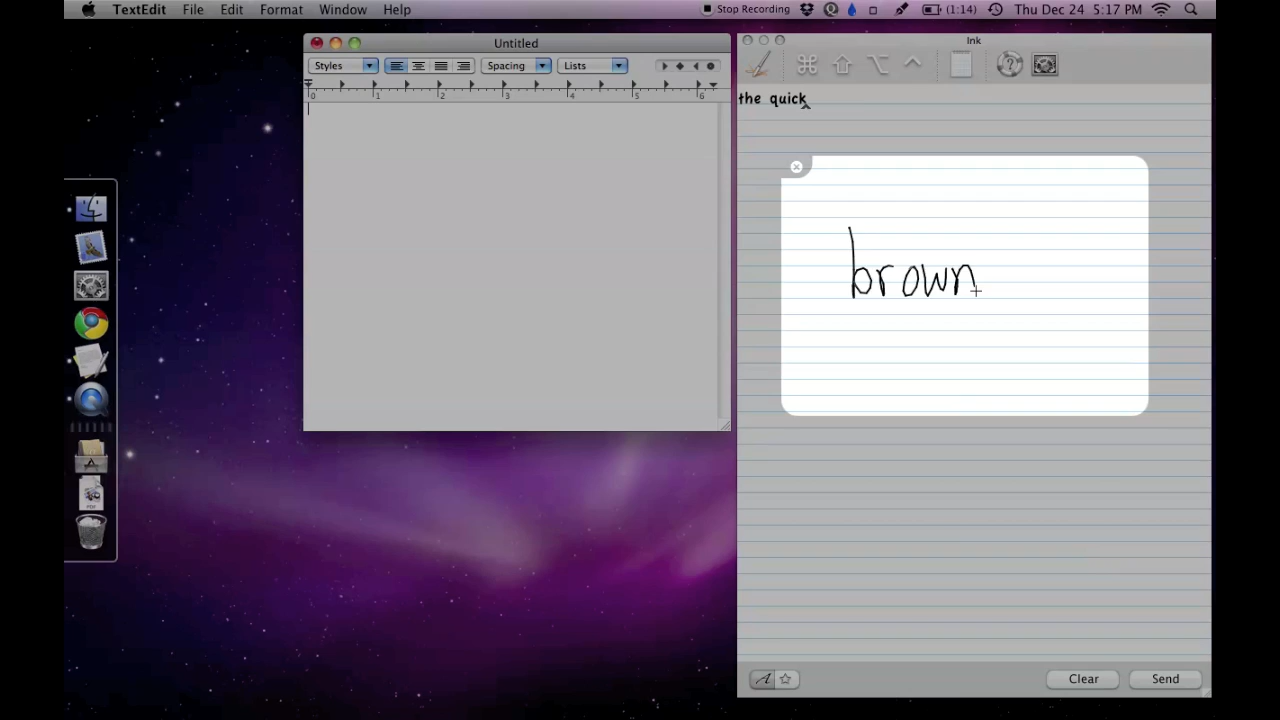 TextEdit File Edit Format Window Help Stop Recording (1:14) Thu Dec 24 5:17 PM
Untitled
Ink
Styles Spacing Lists
0 1 2 3 4 5 6
the quick
brown
PDF
Clear Send